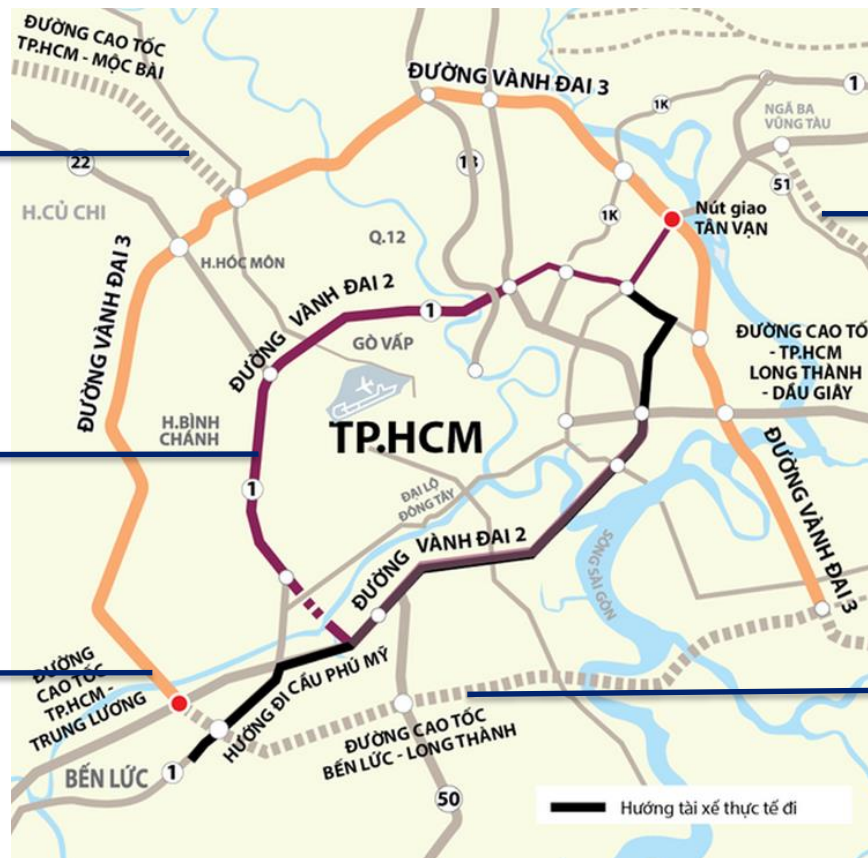 ĐƯỜNG CAO TỐC
TP.HCM - MỘC BÀI
ĐƯỜNG VÀNH ĐAI 3
1
1K
NGÃ BA
VŨNG TÀU
22
13
51
H.CỦ CHI
1K
Nút giao
TÂN VẠN
Q.12
H.HÓC MÔN
ĐƯỜNG VÀNH ĐAI 3
ĐƯỜNG VÀNH ĐAI 2
1
GÒ VẤP
ĐƯỜNG CAO TỐ
- TP.HCM
LONG THÀNH
- DẦU GIÂY
H.BÌNH
CHÁNH
TP.HCM
1
ĐẠI LỘ
ĐÔNG TÂY
ĐƯỜNG VÀNH ĐAI 2
SÔNG SÀI GÒN
ĐƯỜNG VÀNH ĐAI 3
ĐƯỜNG
CAO TỐC
TP.HCM -
TRUNG LƯƠNG
HƯỚNG ĐI CẦU PHÚ MỸ
ĐƯỜNG CAO TỐC
BẾN LỨC - LONG THÀNH
BẾN LỨC
1
50
Hướng tài xế thực tế đi